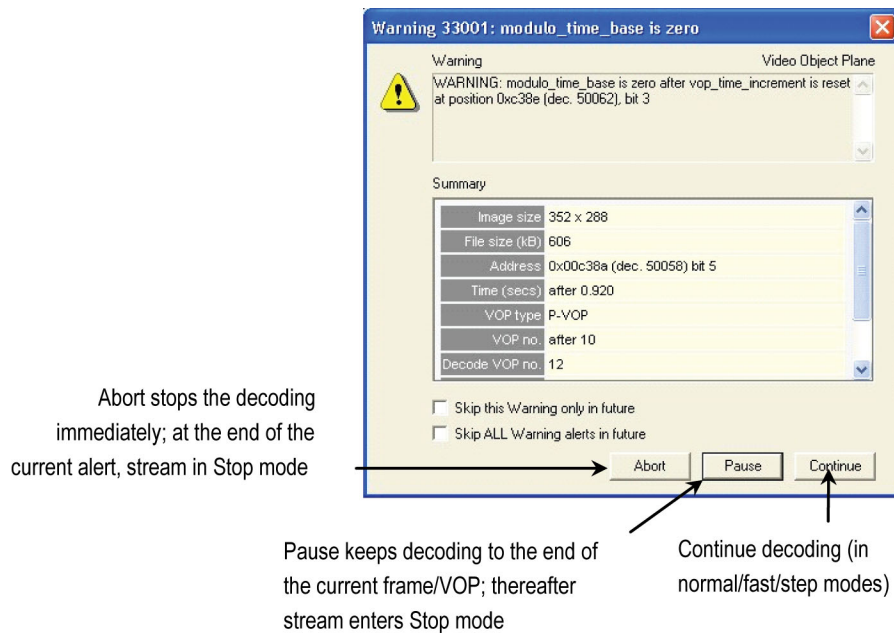 Warning 33001: modulo_time_base is zero
Warning Video Object Plane
WARNING: modulo_time_base is zero after vop_time_increment is reset
at position 0xc38e (dec. 50062), bit 3
Summary
Image size 352 x 288
File size (kB) 606
Address 0x00c38a (dec. 50058) bit 5
Time (secs) after 0.920
VOP type P-VOP
VOP no. after 10
Decode VOP no. 12
Skip this Warning only in future
Skip ALL Warning alerts in future
Abort Pause Continue
Abort stops the decoding
immediately; at the end of the
current alert, stream in Stop mode
Pause keeps decoding to the end of
the current frame/VOP; thereafter
stream enters Stop mode
Continue decoding (in
normal/fast/step modes)